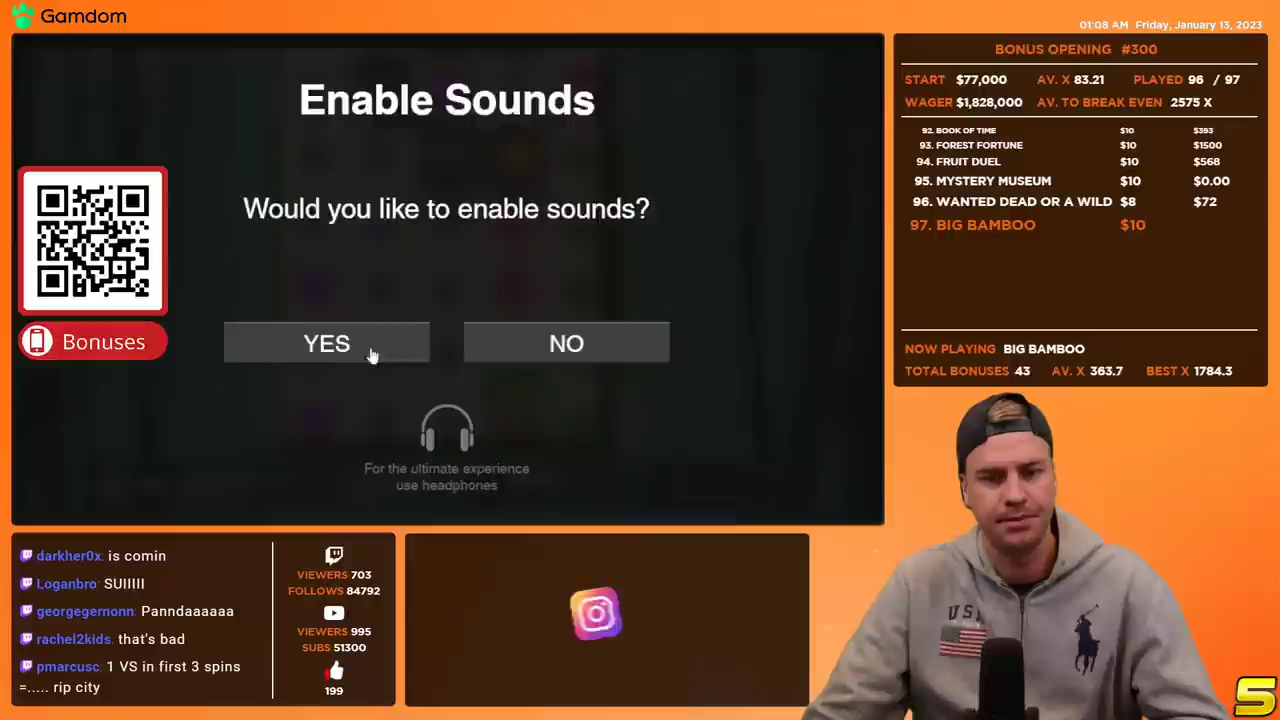 Gamdom
01:08 AM Friday, January 13, 2023
Enable Sounds
Would you like to enable sounds?
YES
NO
For the ultimate experience
use headphones
Bonuses
BONUS OPENING #300
START $77,000 AV. X 83.21 PLAYED 96 / 97
WAGER $1,828,000 AV. TO BREAK EVEN 2575 X
92. BOOK OF TIME $10 $393
93. FOREST FORTUNE $10 $1500
94. FRUIT DUEL $10 $568
95. MYSTERY MUSEUM $10 $0.00
96. WANTED DEAD OR A WILD $8 $72
97. BIG BAMBOO $10
NOW PLAYING BIG BAMBOO
TOTAL BONUSES 43 AV. X 363.7 BEST X 1784.3
darkher0x: is comin
Loganbro: SUIIIII
georgegernonn: Panndaaaaaa
rachel2kids: that's bad
pmarcusc: 1 VS in first 3 spins
=..... rip city
VIEWERS 703
FOLLOWS 84792
VIEWERS 995
SUBS 51300
199
US
S